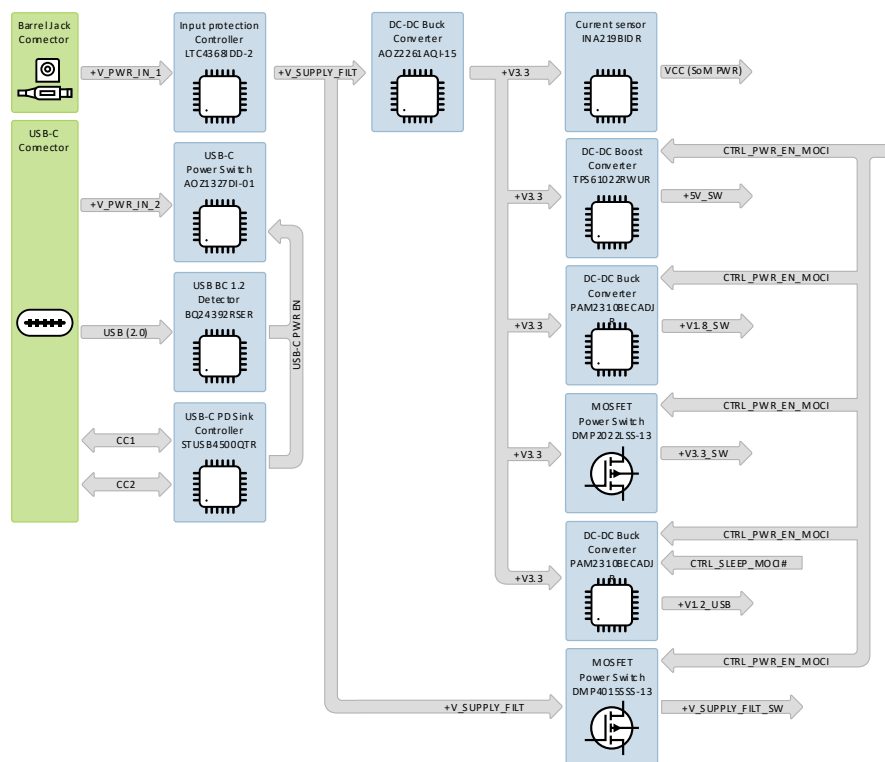 Barrel Jack
Connector
+V_PWR_IN_1
Input protection
Controller
LTC4368IDD-2
+V_SUPPLY_FILT
DC-DC Buck
Converter
AOZ2261AQI-15
+V3.3
Current sensor
INA219BIDR
VCC (SoM PWR)
USB-C
Connector
+V_PWR_IN_2
USB-C
Power Switch
AOZ1327DI-01
+V3.3
DC-DC Boost
Converter
TPS61022RWUR
CTRL_PWR_EN_MOCI
+5V_SW
USB (2.0)
USB BC 1.2
Detector
BQ24392RSER
USB-C PWR EN
+V3.3
DC-DC Buck
Converter
PAM2310BECADJ
R
CTRL_PWR_EN_MOCI
+V1.8_SW
CC1
CC2
USB-C PD Sink
Controller
STUSB4500QTR
+V3.3
MOSFET
Power Switch
DMP2022LSS-13
CTRL_PWR_EN_MOCI
+V3.3_SW
+V3.3
DC-DC Buck
Converter
PAM2310BECADJ
R
CTRL_PWR_EN_MOCI
CTRL_SLEEP_MOCI#
+V1.2_USB
+V_SUPPLY_FILT
MOSFET
Power Switch
DMP4015SSS-13
CTRL_PWR_EN_MOCI
+V_SUPPLY_FILT_SW